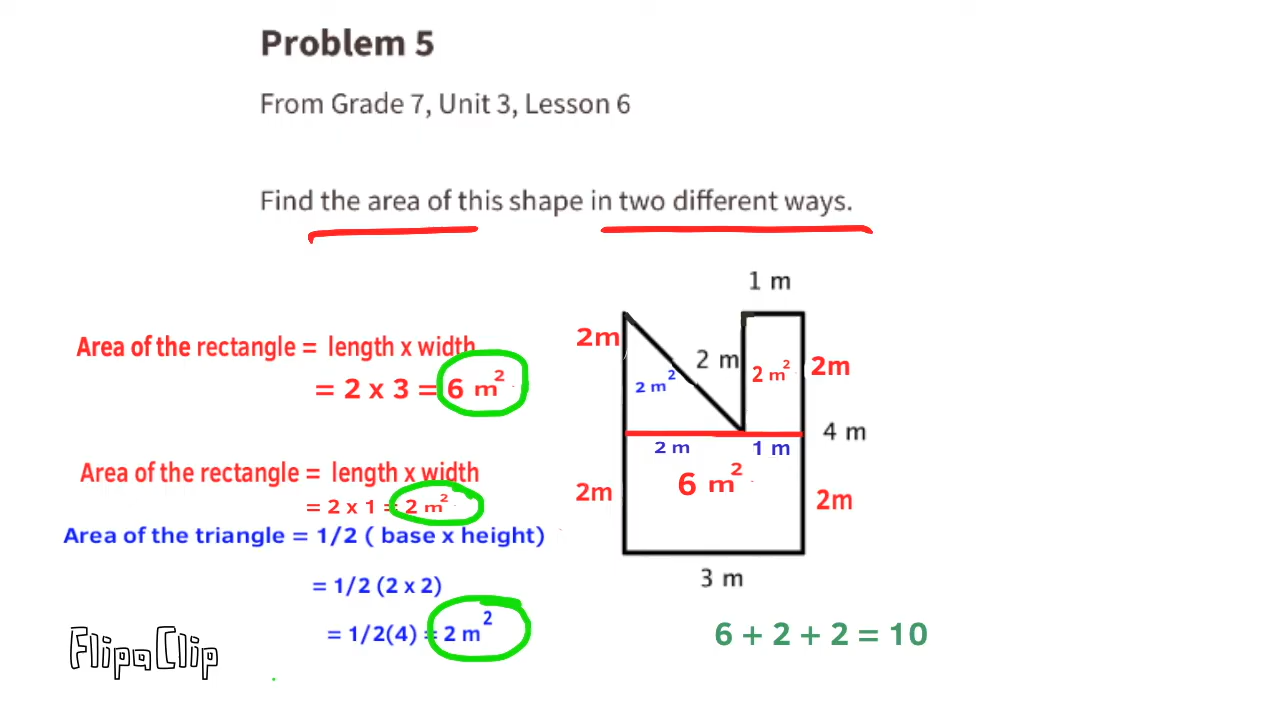 Problem 5
From Grade 7, Unit 3, Lesson 6
Find the area of this shape in two different ways.
1 m
Area of the rectangle = length x width
= 2 x 3 = 6 m²
2m
2 m
2 m²
2 m²
2m
4 m
2 m
1 m
Area of the rectangle = length x width
= 2 x 1 = 2 m²
2m
6 m²
2m
Area of the triangle = 1/2 ( base x height)
= 1/2 (2 x 2)
= 1/2(4) = 2 m²
3 m
6 + 2 + 2 = 10
FlipaClip